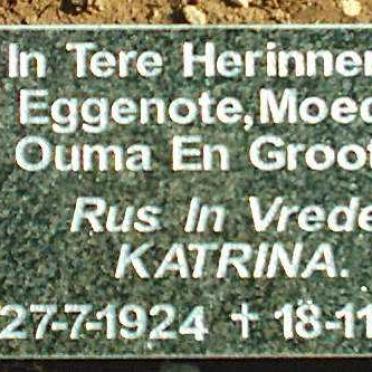 In Tere Herinner
Eggenote, Moed
Ouma En Groot
Rus In Vrede
KATRINA.
27-7-1924 † 18-11